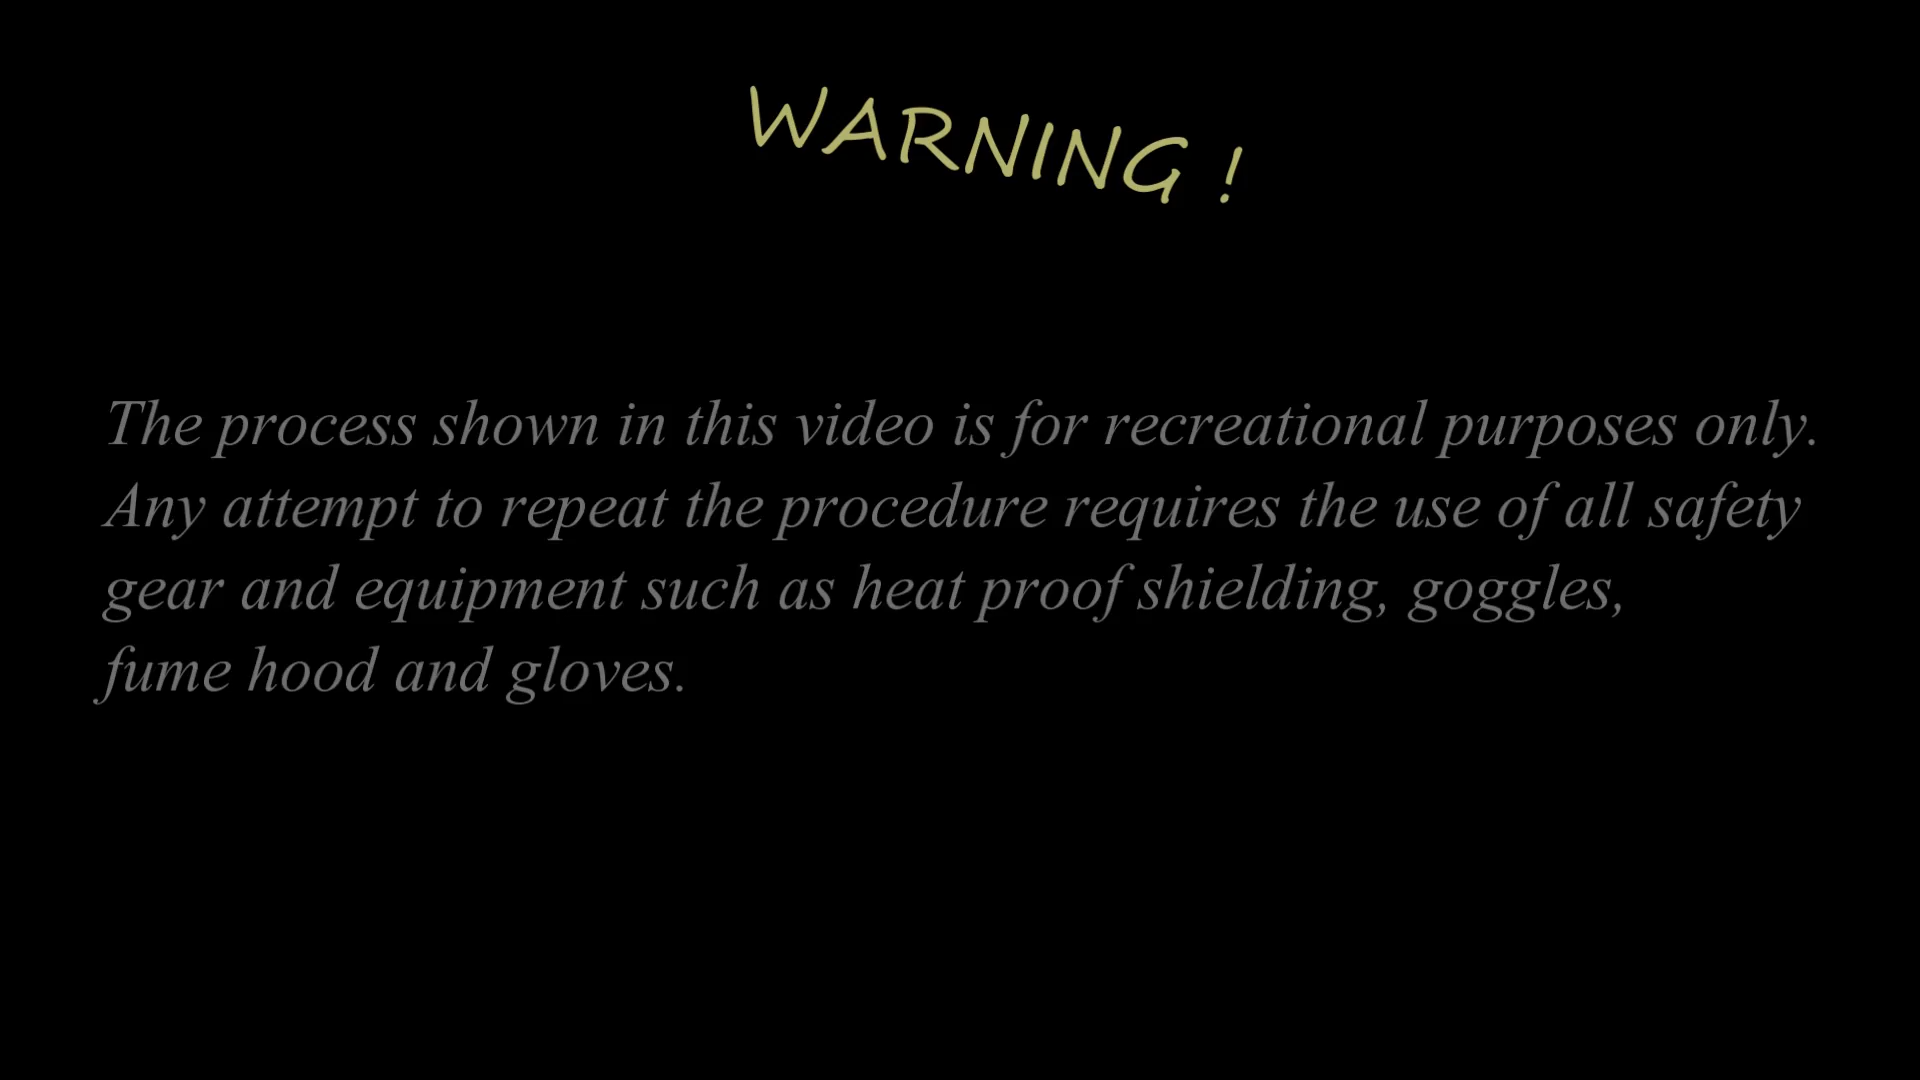 WARNING !
The process shown in this video is for recreational purposes only.
Any attempt to repeat the procedure requires the use of all safety
gear and equipment such as heat proof shielding, goggles,
fume hood and gloves.